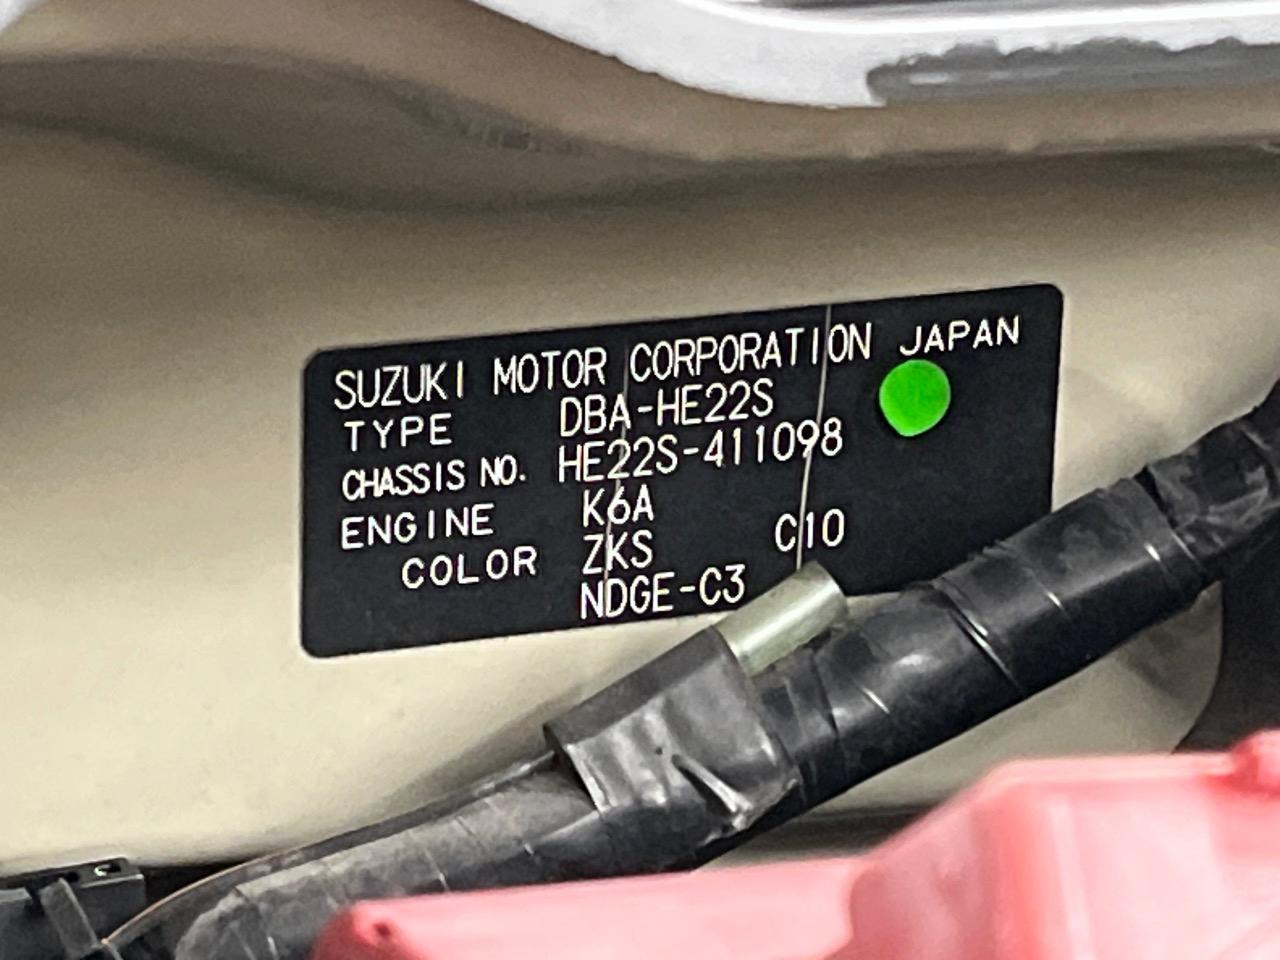 SUZUKI MOTOR CORPORATION JAPAN
TYPE DBA-HE22S
CHASSIS NO. HE22S-411098
ENGINE K6A
COLOR ZKS C10
NDGE-C3